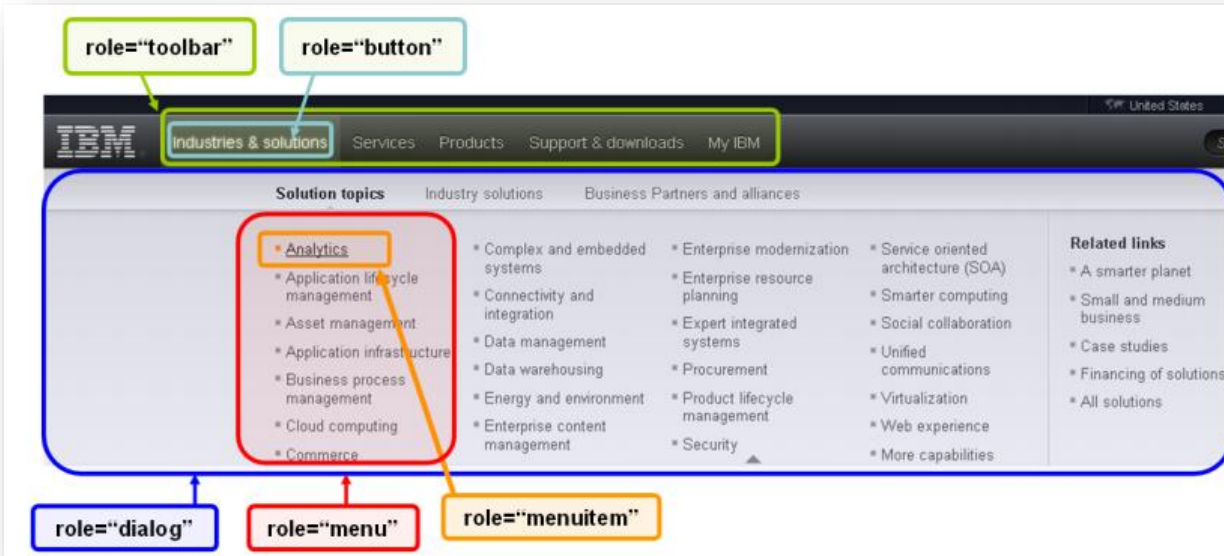 role="toolbar"
role="button"
United States
IBM
Industries & solutions Services Products Support & downloads My IBM
Solution topics Industry solutions Business Partners and alliances
Analytics
Application lifecycle
management
Asset management
Application infrastructure
Business process
management
Cloud computing
Commerce
Complex and embedded
systems
Connectivity and
integration
Data management
Data warehousing
Energy and environment
Enterprise content
management
Enterprise modernization
Enterprise resource
planning
Expert integrated
systems
Procurement
Product lifecycle
management
Security
Service oriented
architecture (SOA)
Smarter computing
Social collaboration
Unified
communications
Virtualization
Web experience
More capabilities
Related links
A smarter planet
Small and medium
business
Case studies
Financing of solutions
All solutions
role="dialog"
role="menu"
role="menuitem"